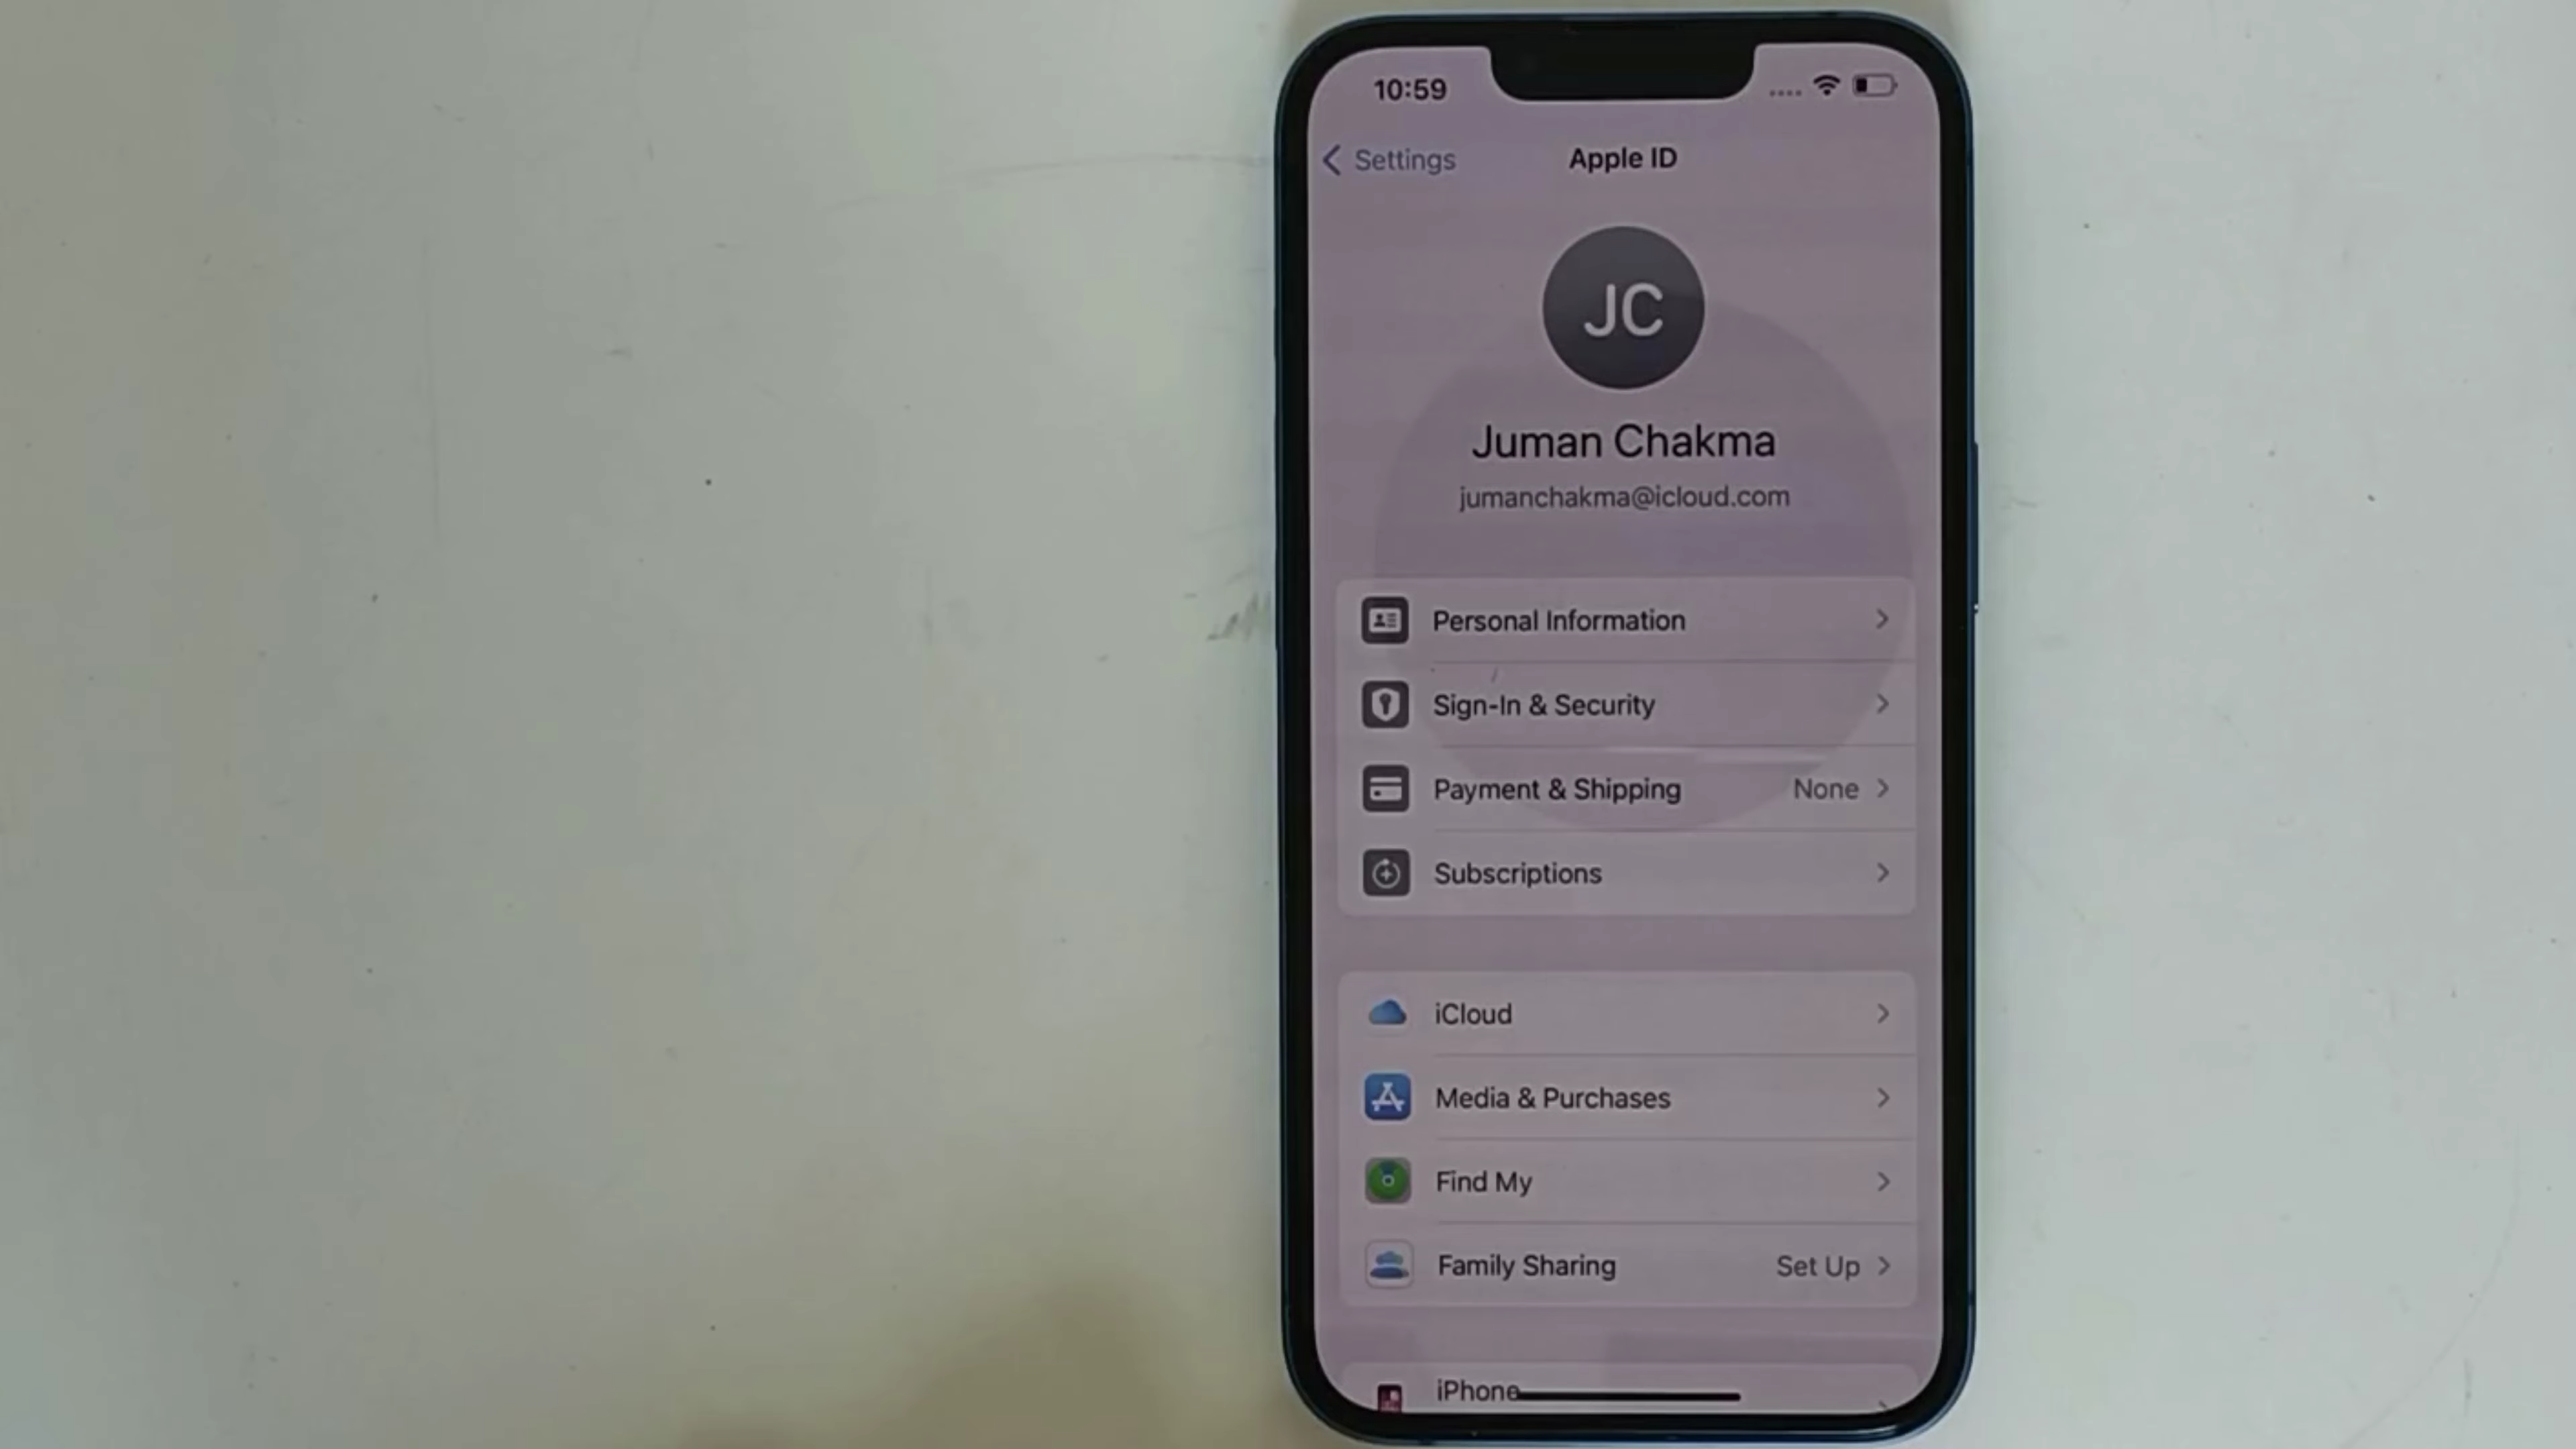 10:59
Settings
Apple ID
JC
Juman Chakma
jumanchakma@icloud.com
Personal Information
Sign-In & Security
Payment & Shipping None
Subscriptions
iCloud
Media & Purchases
Find My
Family Sharing Set Up
iPhone